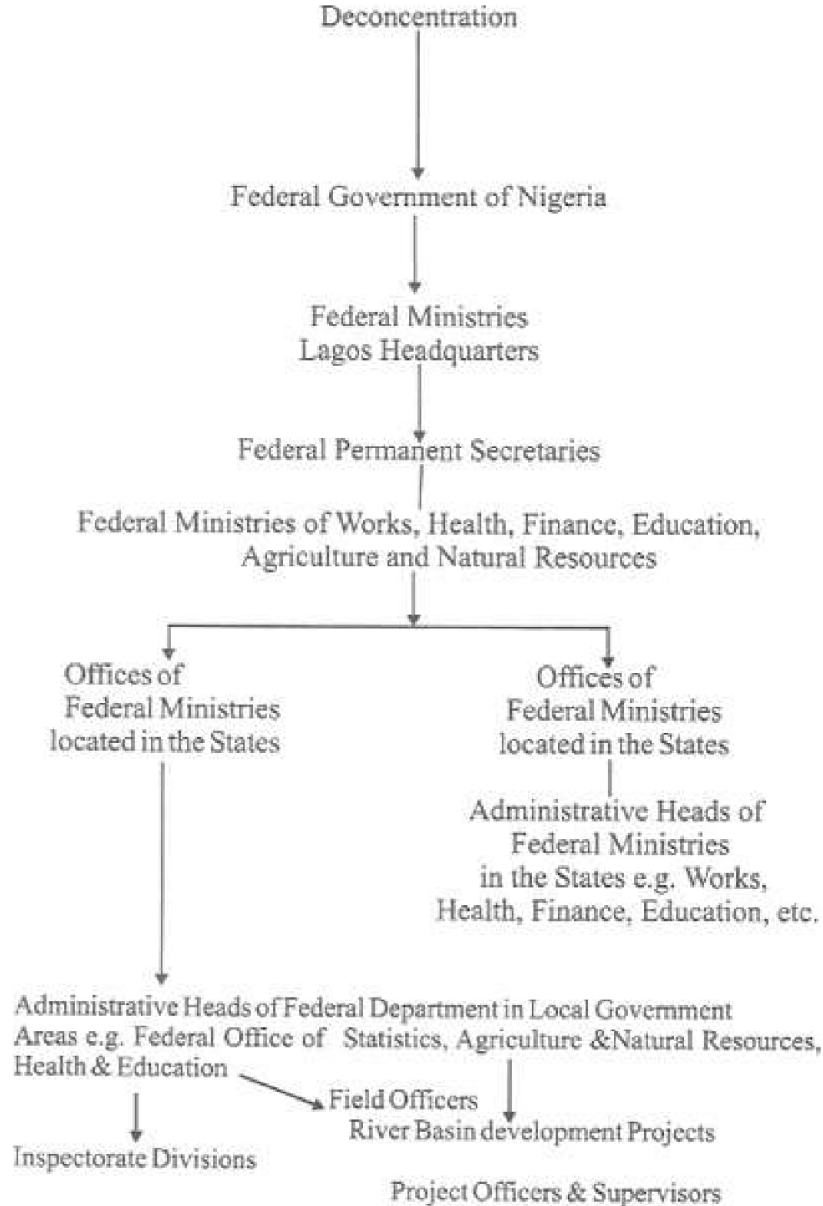 Deconcentration
Federal Government of Nigeria
Federal Ministries
Lagos Headquarters
Federal Permanent Secretaries
Federal Ministries of Works, Health, Finance, Education,
Agriculture and Natural Resources
Offices of
Federal Ministries
located in the States
Offices of
Federal Ministries
located in the States
Administrative Heads of
Federal Ministries
in the States e.g. Works,
Health, Finance, Education, etc.
Administrative Heads of Federal Department in Local Government
Areas e.g. Federal Office of Statistics, Agriculture &Natural Resources,
Health & Education
Field Officers
River Basin development Projects
Inspectorate Divisions
Project Officers & Supervisors